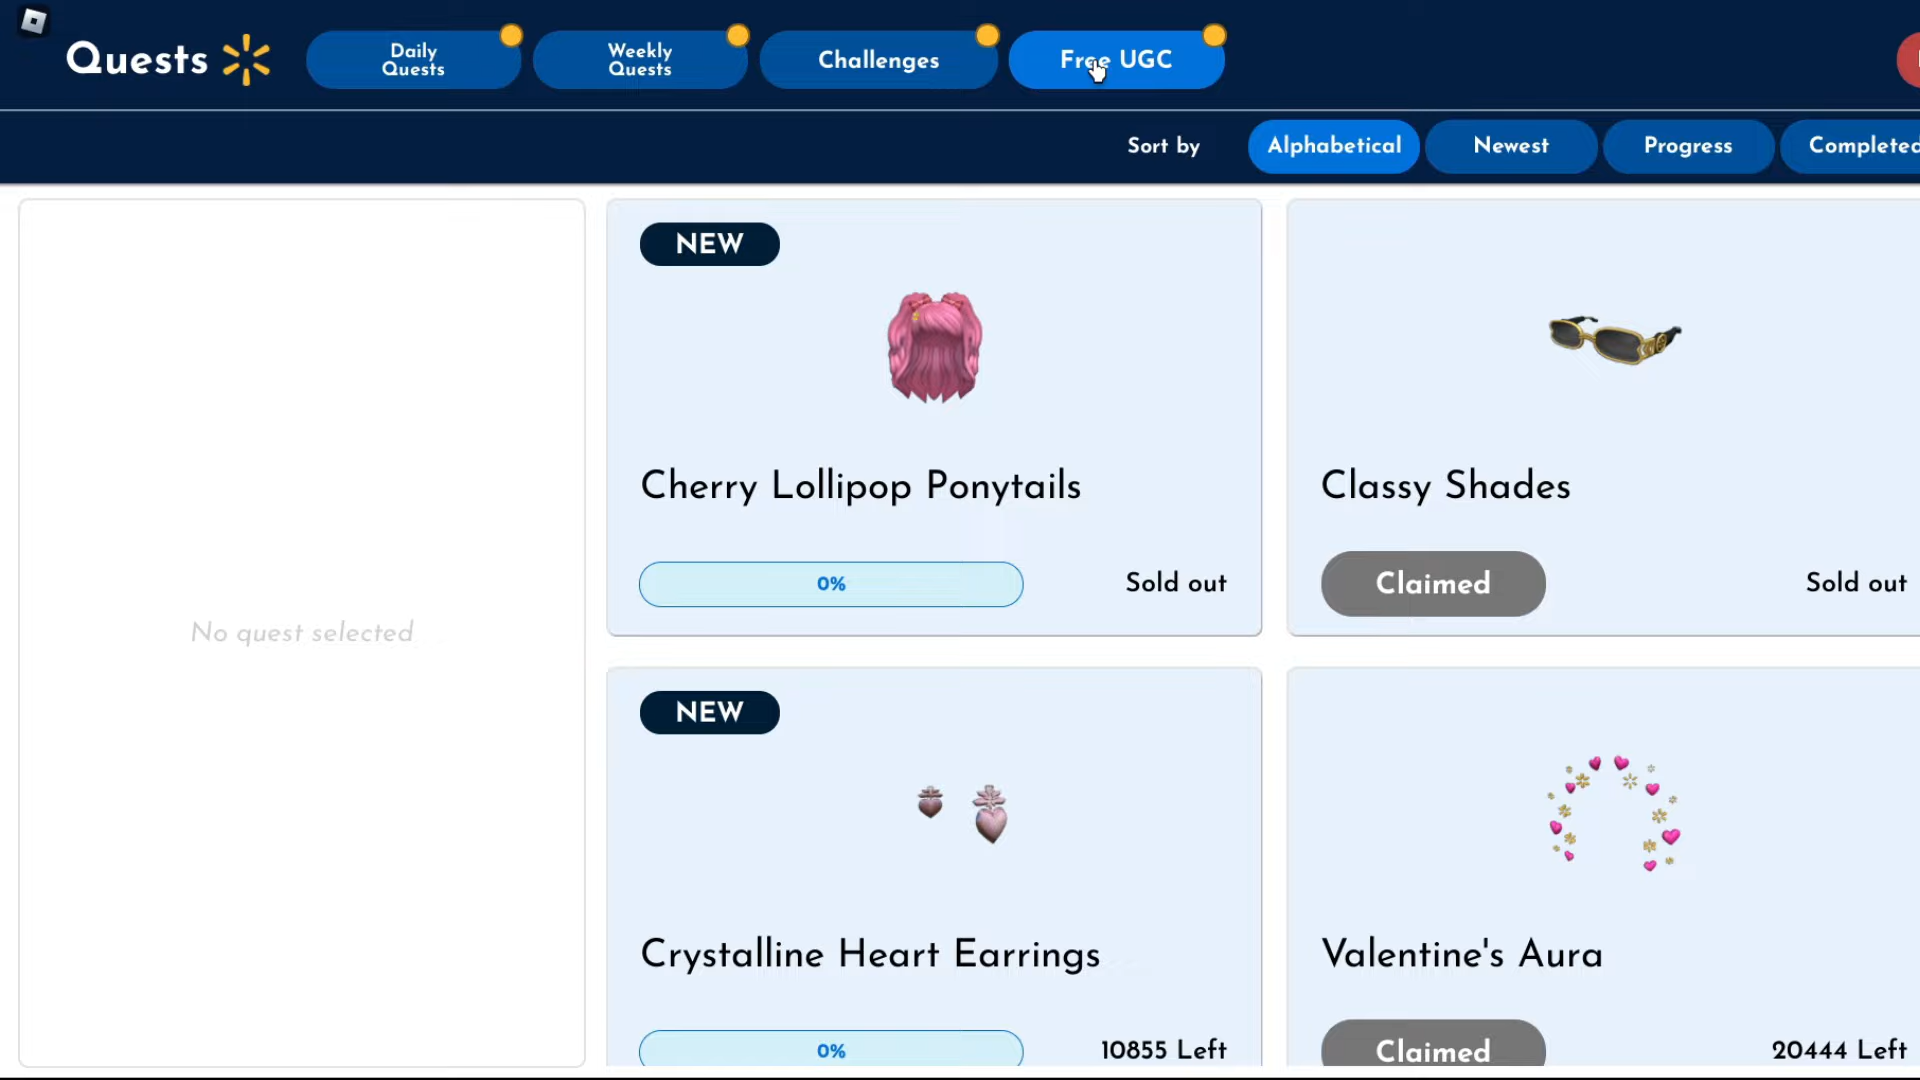 Quests
Daily
Quests
Weekly
Quests
Challenges
Free UGC
Sort by
Alphabetical
Newest
Progress
Completed
No quest selected
NEW
Cherry Lollipop Ponytails
0%
Sold out
Classy Shades
Claimed
Sold out
NEW
Crystalline Heart Earrings
0%
10855 Left
Valentine's Aura
Claimed
20444 Left